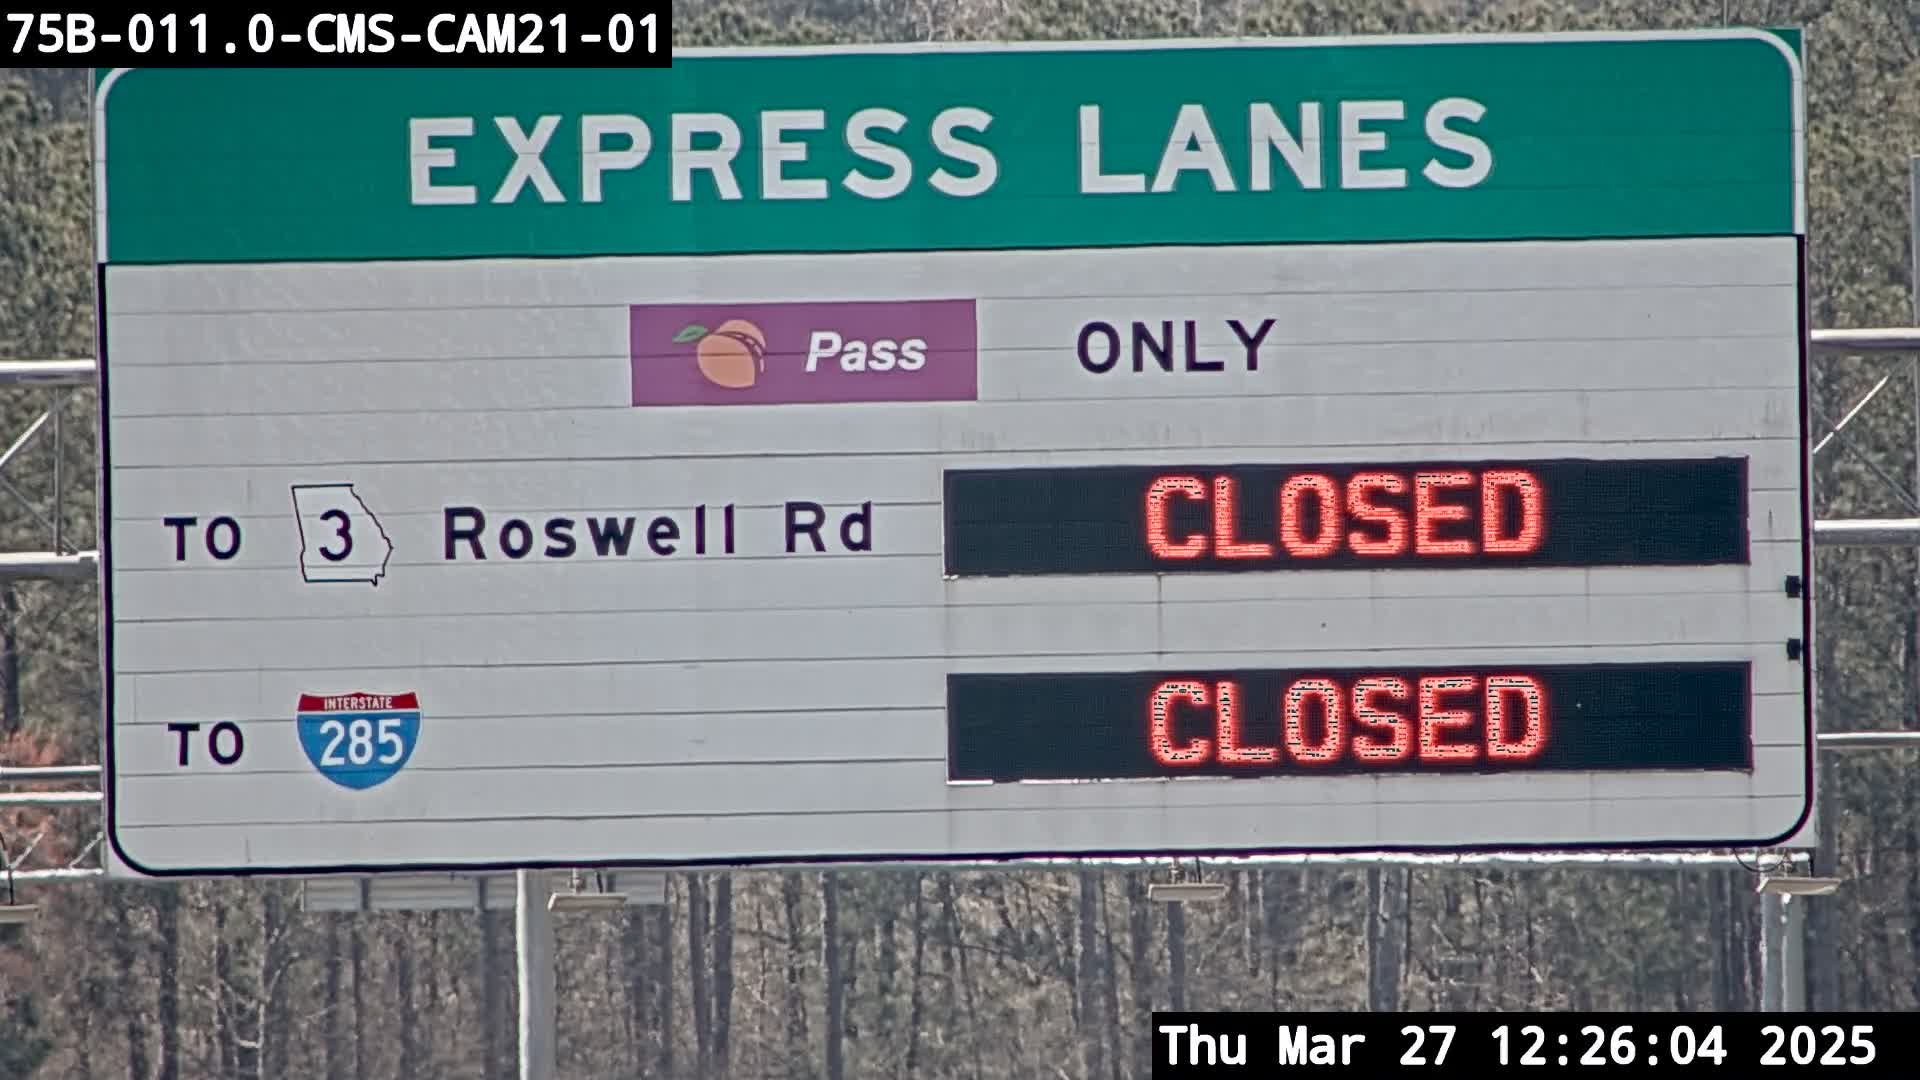 75B-011.0-CMS-CAM21-01
EXPRESS LANES
Pass ONLY
TO 3 Roswell Rd CLOSED
INTERSTATE
TO 285 CLOSED
Thu Mar 27 12:26:04 2025